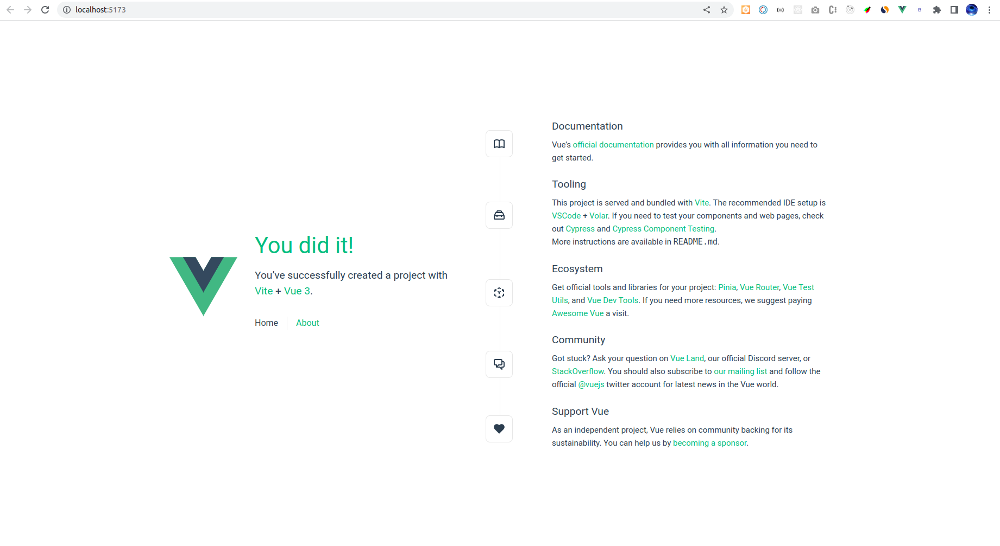 localhost:5173
You did it!
You’ve successfully created a project with
Vite + Vue 3.
Home
About
Documentation
Vue’s official documentation provides you with all information you need to
get started.
Tooling
This project is served and bundled with Vite. The recommended IDE setup is
VSCode + Volar. If you need to test your components and web pages, check
out Cypress and Cypress Component Testing.
More instructions are available in README.md.
Ecosystem
Get official tools and libraries for your project: Pinia, Vue Router, Vue Test
Utils, and Vue Dev Tools. If you need more resources, we suggest paying
Awesome Vue a visit.
Community
Got stuck? Ask your question on Vue Land, our official Discord server, or
StackOverflow. You should also subscribe to our mailing list and follow the
official @vuejs twitter account for latest news in the Vue world.
Support Vue
As an independent project, Vue relies on community backing for its
sustainability. You can help us by becoming a sponsor.